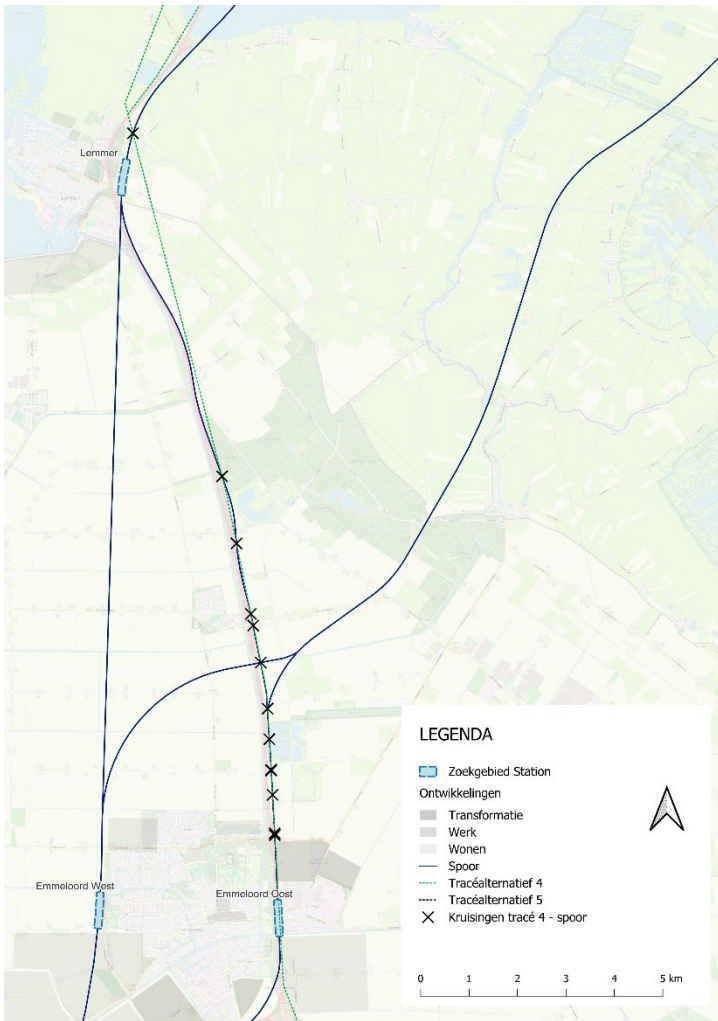 Lemmer
Emmeloord West
Emmeloord Oost
LEGENDA
Zoekgebied Station
Ontwikkelingen
Transformatie
Werk
Wonen
Spoor
Tracéalternatief 4
Tracéalternatief 5
Kruisingen tracé 4 - spoor
0 1 2 3 4 5 km